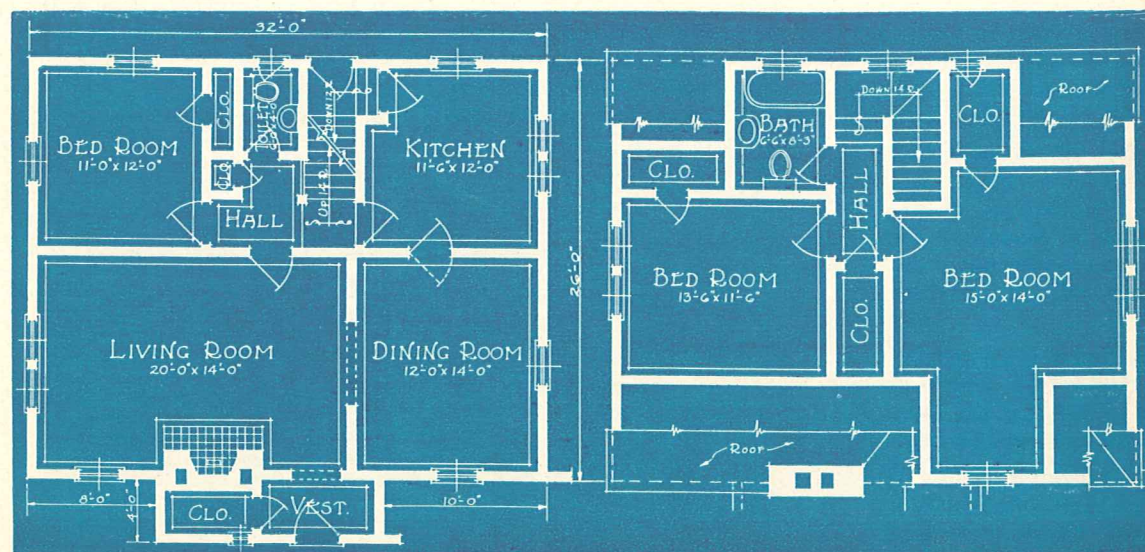 32'-0"
BED ROOM
11'-0" x 12'-0"
CLO.
TOILET
CLO.
HALL
DOWN 12 R
UP 14 R
KITCHEN
11'-6" x 12'-0"
26'-0"
LIVING ROOM
20'-0" x 14'-0"
DINING ROOM
12'-0" x 14'-0"
8'-0"
4'-0"
CLO.
VEST.
10'-0"
ROOF
BATH
6'-6" x 8'-3"
DOWN 14 R
CLO.
CLO.
HALL
BED ROOM
13'-6" x 11'-6"
BED ROOM
15'-0" x 14'-0"
CLO.
ROOF